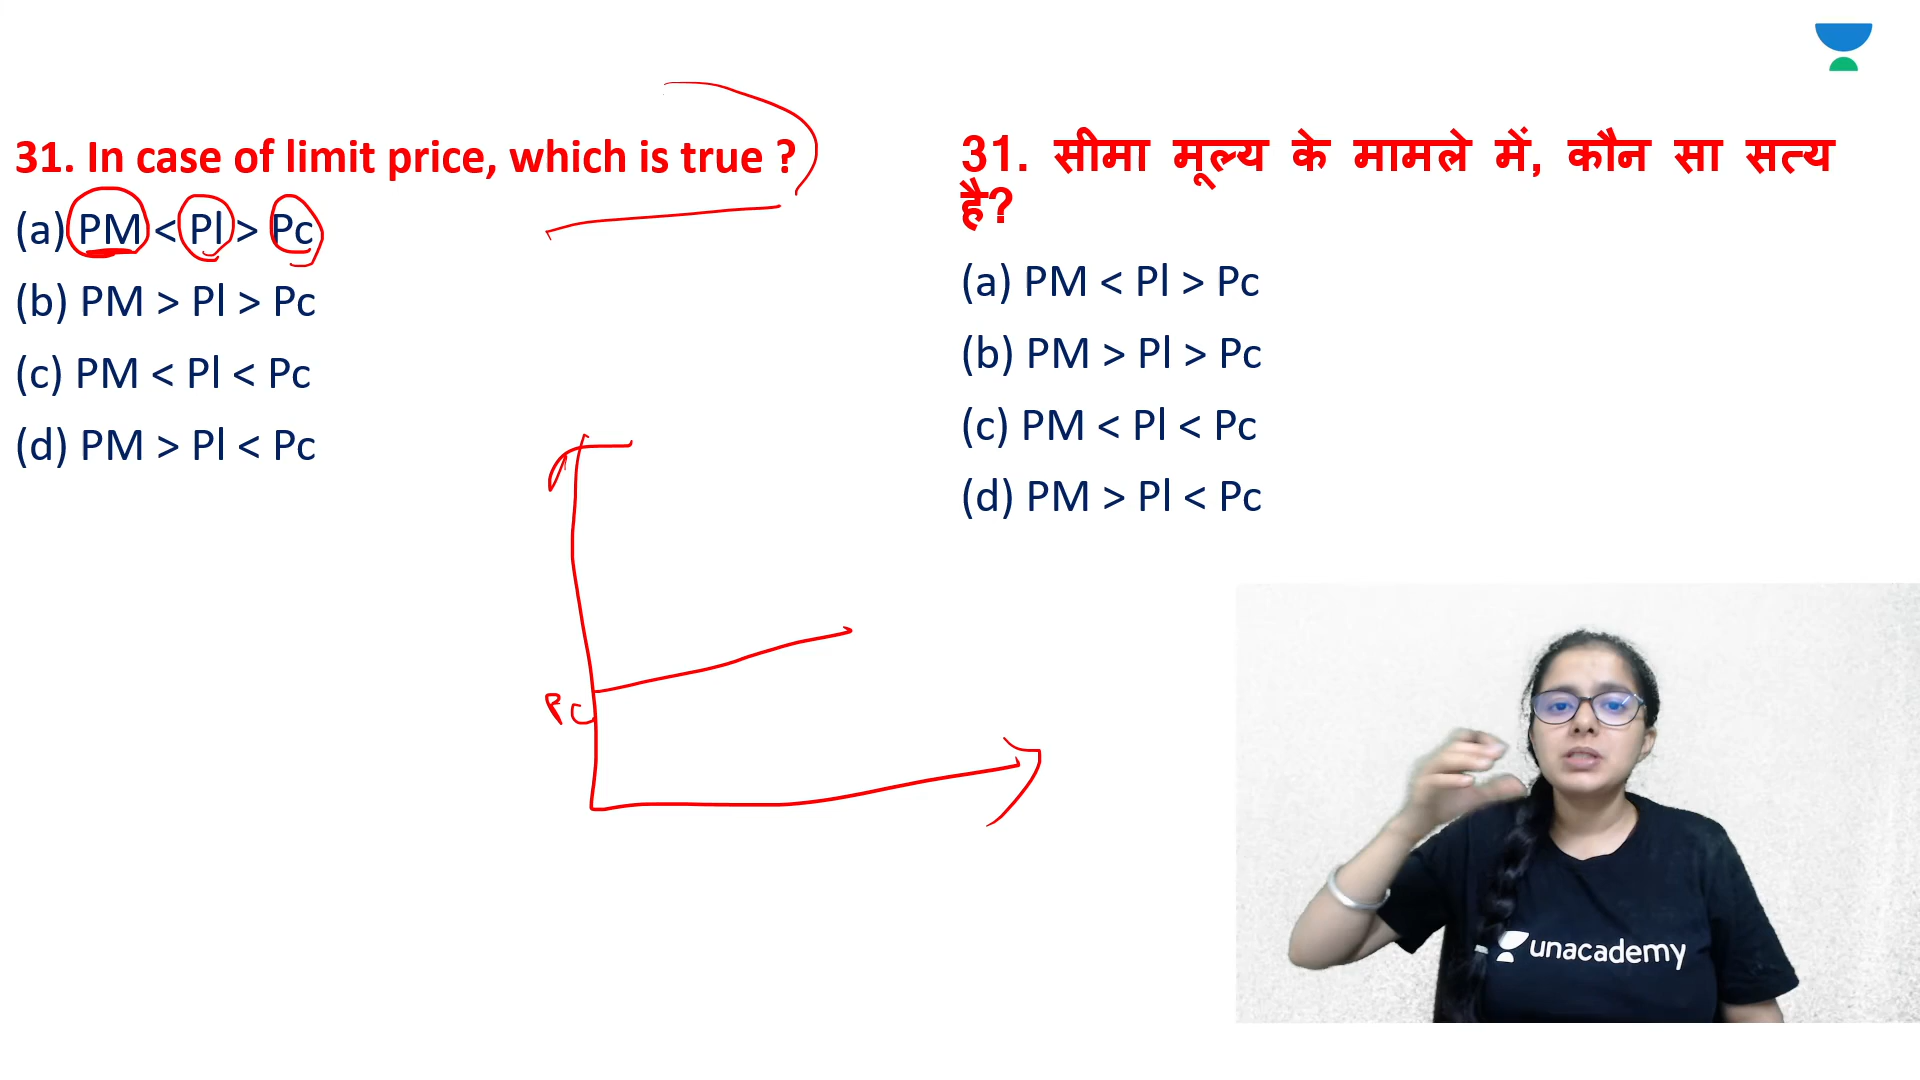 31. In case of limit price, which is true ?
(a) PM < Pl > Pc
(b) PM > Pl > Pc
(c) PM < Pl < Pc
(d) PM > Pl < Pc
31. सीमा मूल्य के मामले में, कौन सा सत्य
है?
(a) PM < Pl > Pc
(b) PM > Pl > Pc
(c) PM < Pl < Pc
(d) PM > Pl < Pc
Pc
unacademy